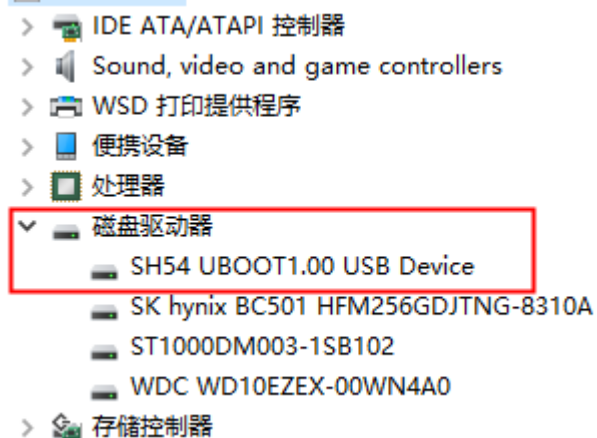 IDE ATA/ATAPI 控制器
Sound, video and game controllers
WSD 打印提供程序
便携设备
处理器
磁盘驱动器
SH54 UBOOT1.00 USB Device
SK hynix BC501 HFM256GDJTNG-8310A
ST1000DM003-1SB102
WDC WD10EZEX-00WN4A0
存储控制器